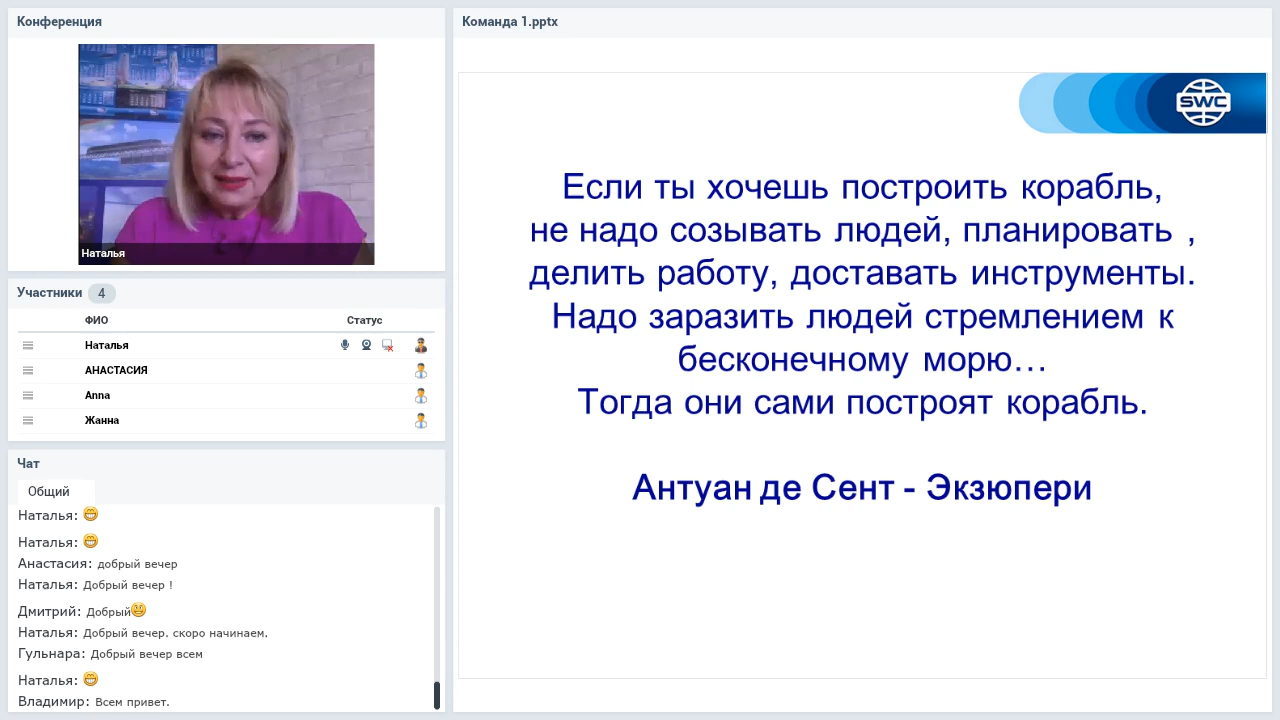 Конференция
Наталья
Участники 4
ФИО Статус
Наталья
АНАСТАСИЯ
Anna
Жанна
Чат
Общий
Наталья:
Наталья:
Анастасия: добрый вечер
Наталья: Добрый вечер !
Дмитрий: Добрый
Наталья: Добрый вечер. скоро начинаем.
Гульнара: Добрый вечер всем
Наталья:
Владимир: Всем привет.
Команда 1.pptx
SWC
Если ты хочешь построить корабль,
не надо созывать людей, планировать ,
делить работу, доставать инструменты.
Надо заразить людей стремлением к
бесконечному морю…
Тогда они сами построят корабль.
Антуан де Сент - Экзюпери